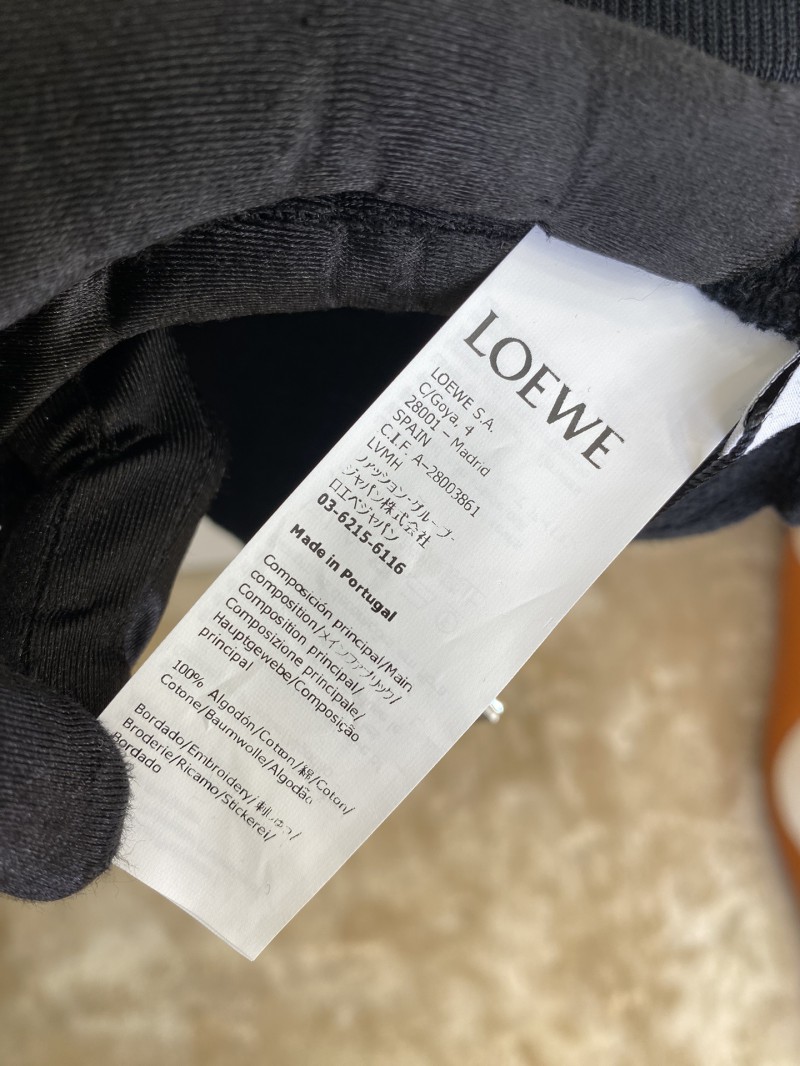 LOEWE
LOEWE S.A.
C/Goya, 4
28001 – Madrid
SPAIN
C.I.F. A-28003861
LVMH
ファッション・グループ・
ジャパン株式会社
ロエベジャパン
03-6215-6116
Made in Portugal
Composición principal/Main
composition/メインファブリック/
Composition principal/
Composizione principale/
Hauptgewebe/Composição
principal
100% Algodón/Cotton/綿/Coton/
Cotone/Baumwolle/Algodão
Bordado/Embroidery/刺しゅう/
Broderie/Ricamo/Stickerei/
Bordado